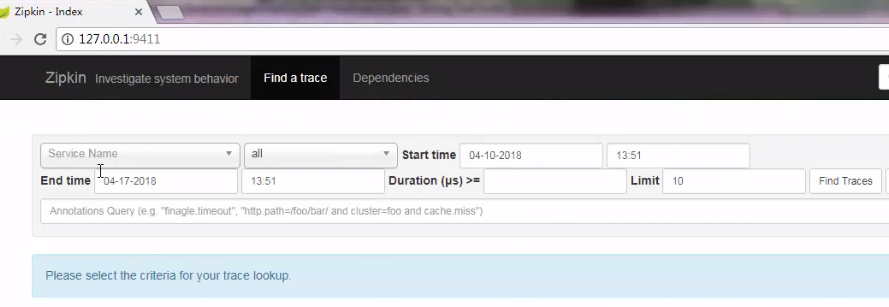 Zipkin - Index
127.0.0.1:9411
Zipkin Investigate system behavior Find a trace Dependencies
Service Name all Start time 04-10-2018 13:51
End time 04-17-2018 13:51 Duration (μs) >= Limit 10 Find Traces
Annotations Query (e.g. "finagle.timeout", "http.path=/foo/bar/ and cluster=foo and cache.miss")
Please select the criteria for your trace lookup.